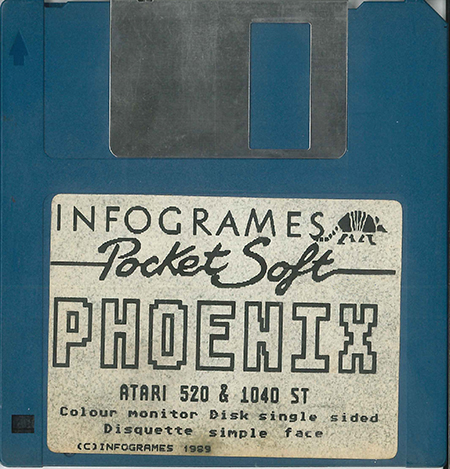 INFOGRAMES
Pocket Soft
PHOENIX
ATARI 520 & 1040 ST
Colour monitor Disk single sided
Disquette simple face
(C)INFOGRAMES 1989